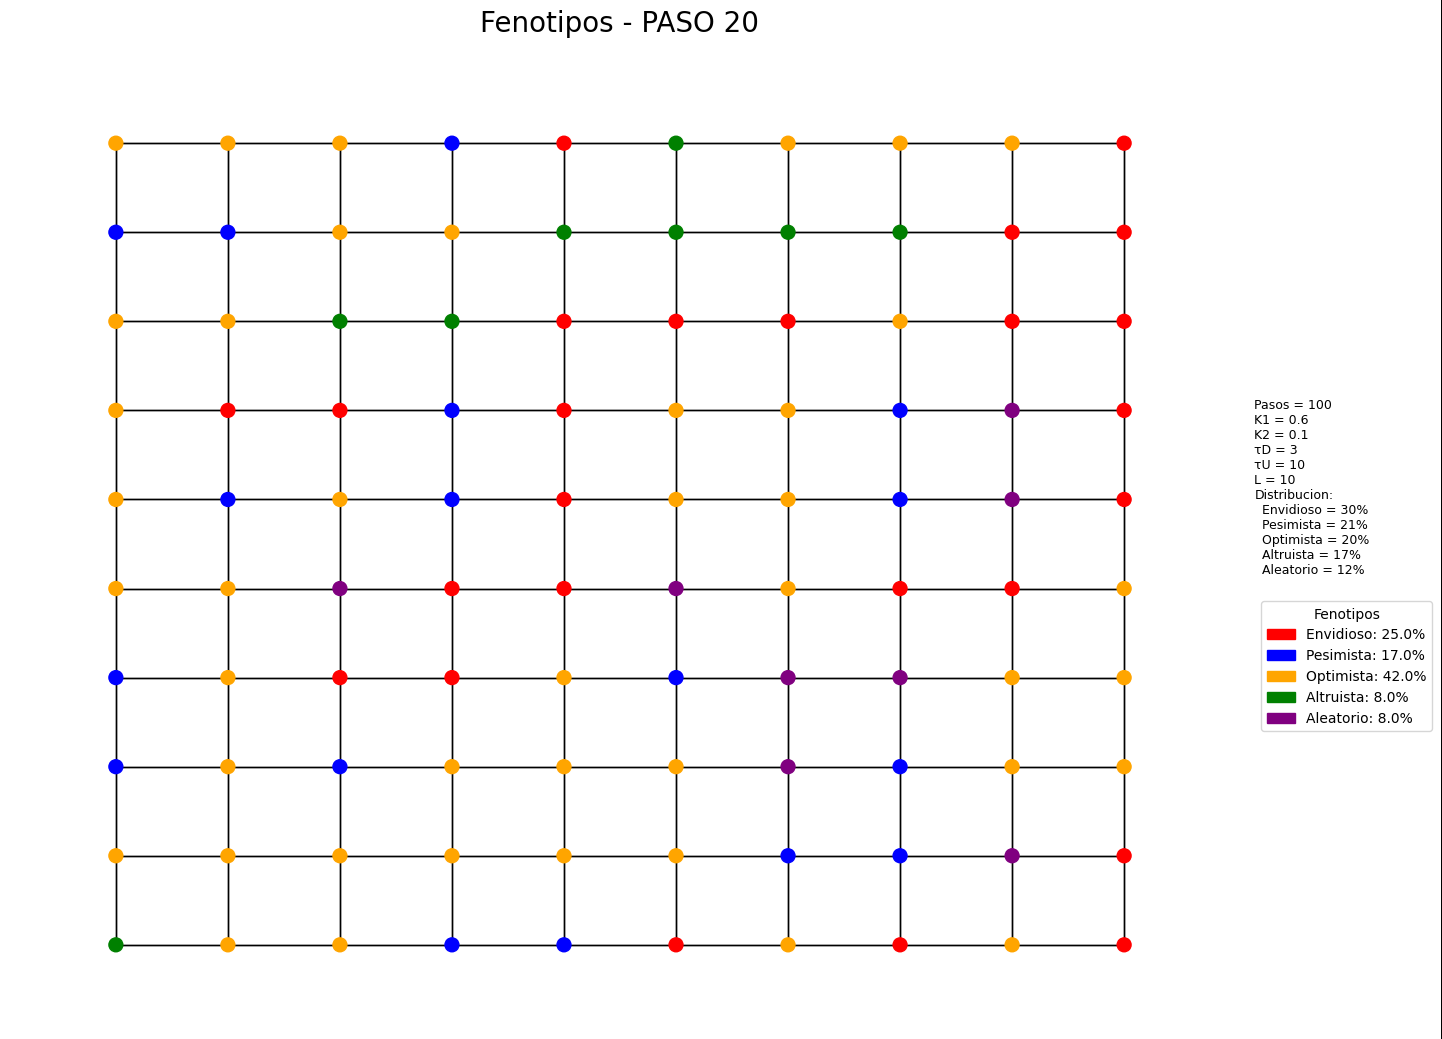 Fenotipos - PASO 20
Pasos = 100
K1 = 0.6
K2 = 0.1
τD = 3
τU = 10
L = 10
Distribucion:
Envidioso = 30%
Pesimista = 21%
Optimista = 20%
Altruista = 17%
Aleatorio = 12%
Fenotipos
Envidioso: 25.0%
Pesimista: 17.0%
Optimista: 42.0%
Altruista: 8.0%
Aleatorio: 8.0%